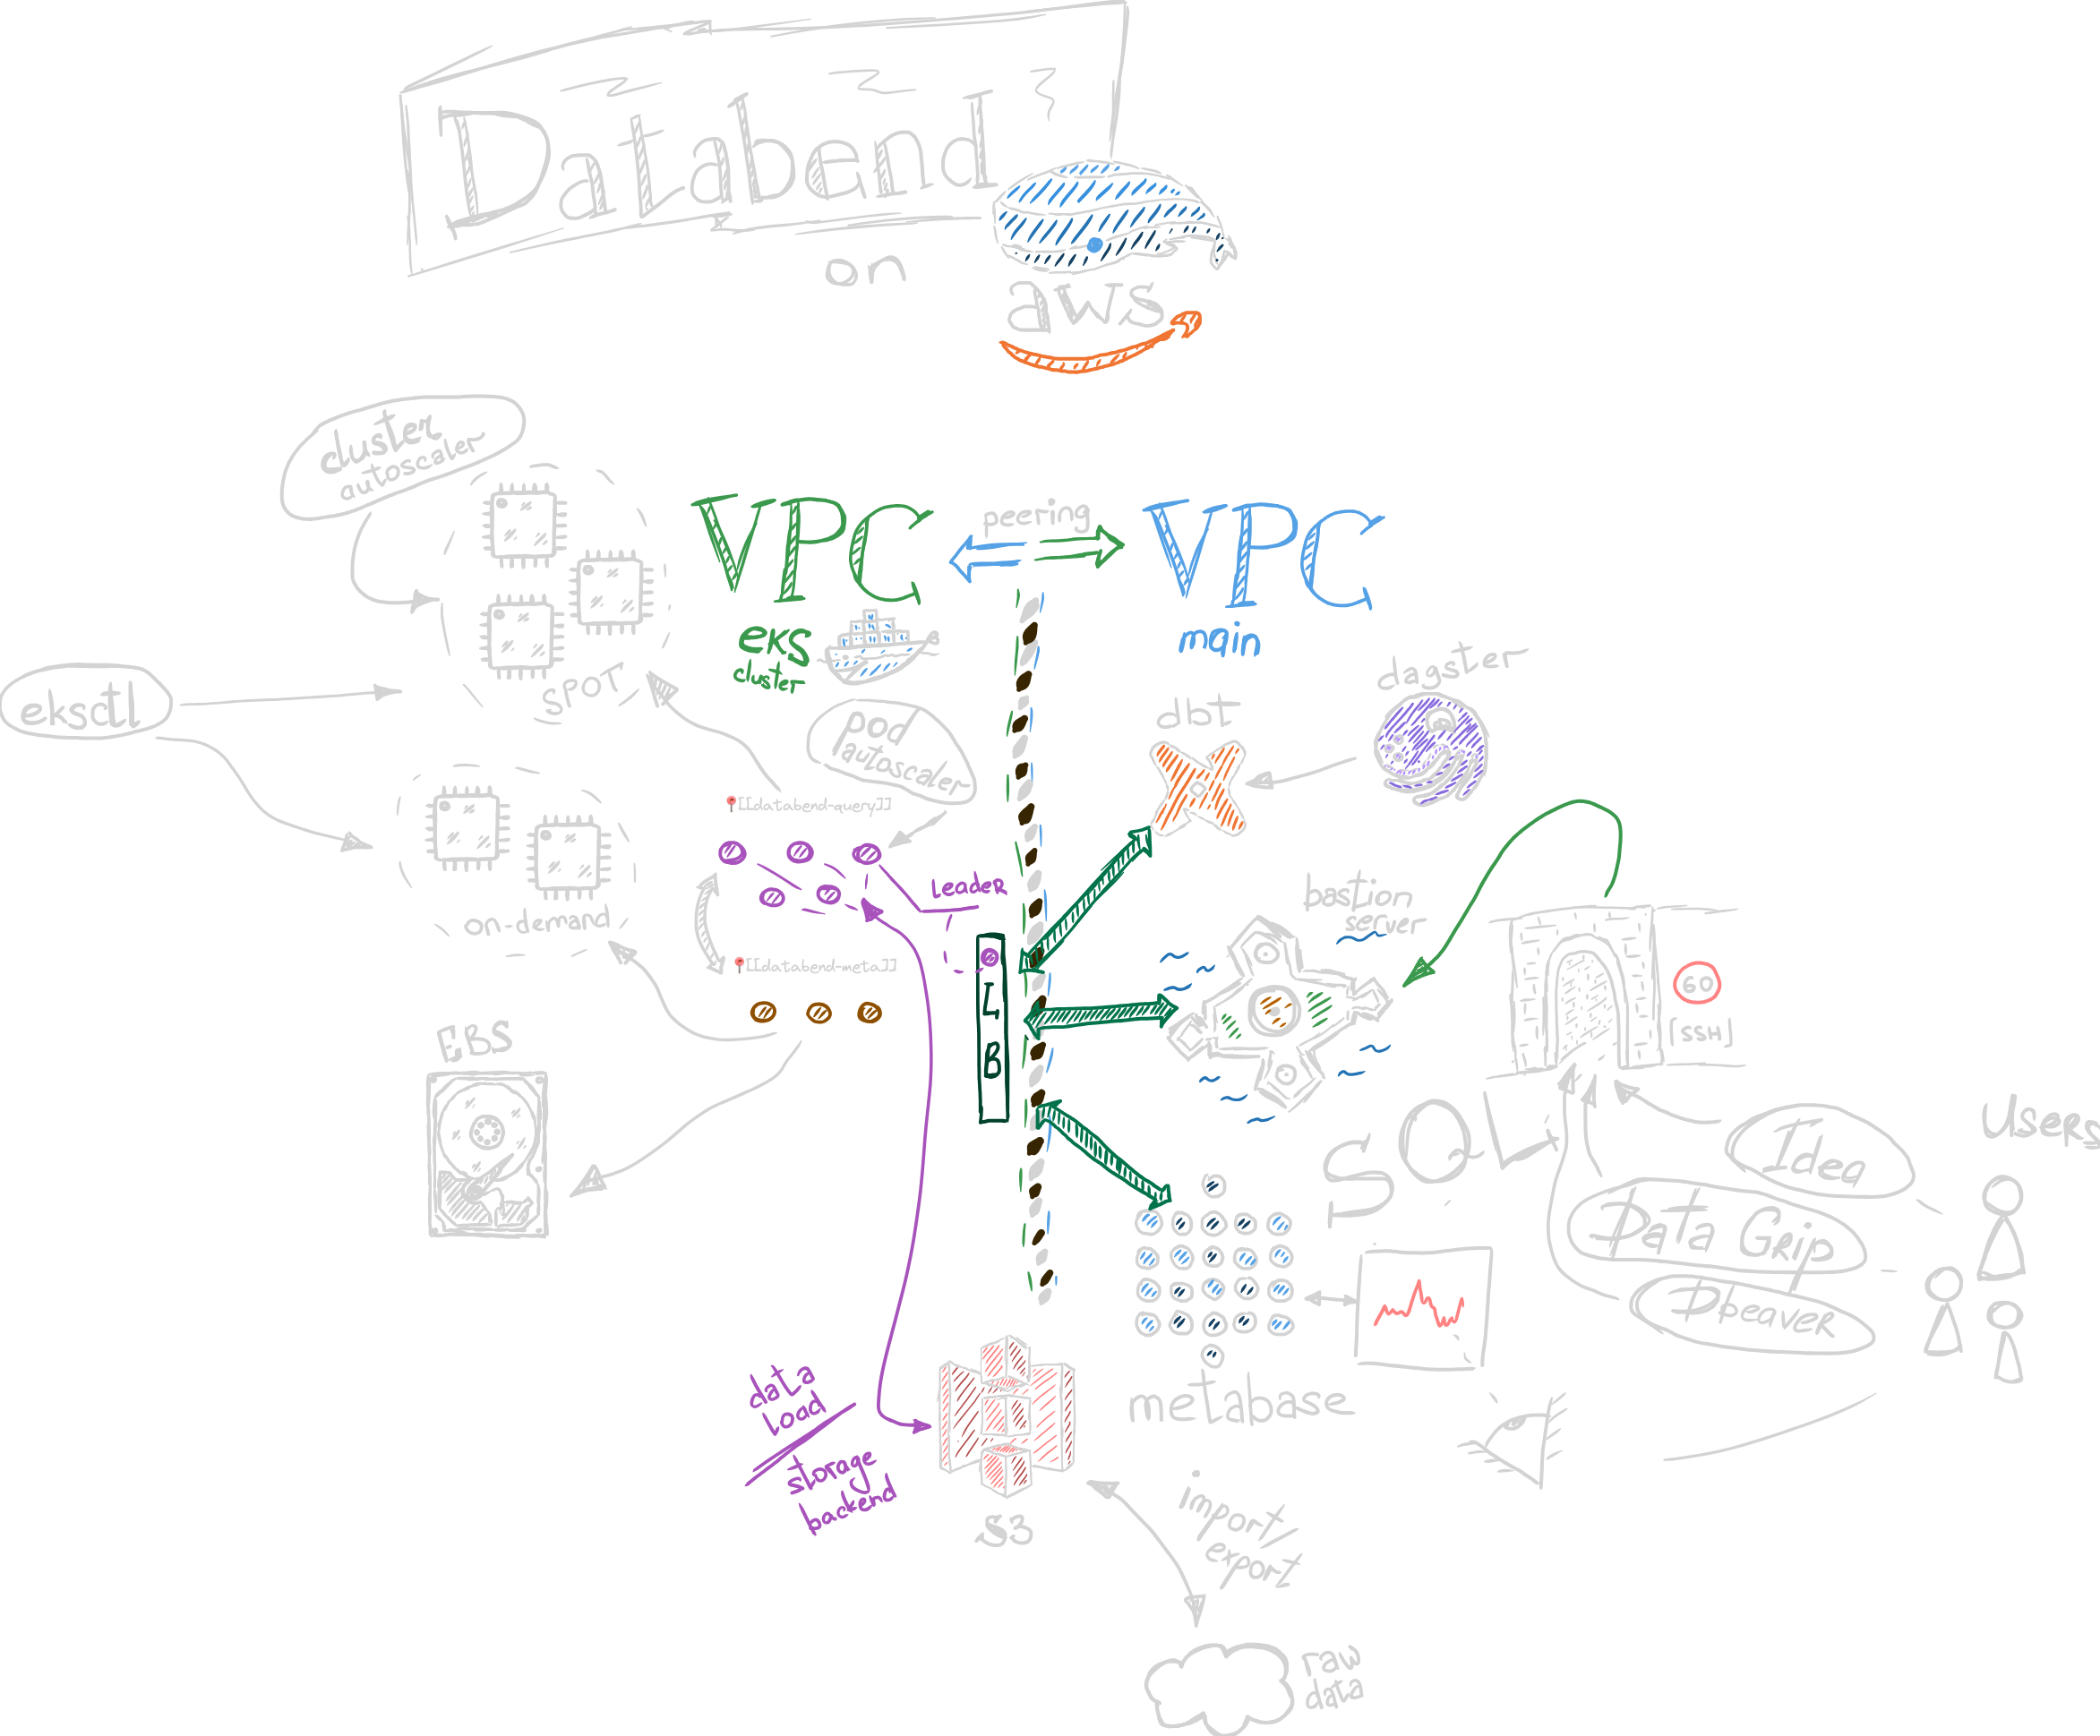 Databend
on
aws
cluster
autoscaler
VPC
peering
VPC
eks
cluster
main
eksctl
SPOT
pod
autoscaler
dbt
dagster
[[databend-query]]
Leader
on-demand
[[databend-meta]]
bastion
server
LB
60
[SSH]
EBS
SQL
Users
Idea
Data Grip
Dbeaver
metabase
data
Load
storage
backend
S3
import/
export
raw
data